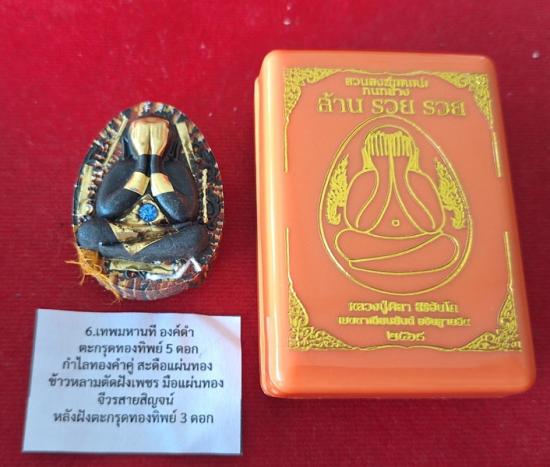 ล้าน รวย รวย
หลวงปู่ศิลา สิริจันโท
๒๕๖๘
6.เทพมหานที องค์ดำ
ตะกรุดทองทิพย์ 5 ดอก
กำไลทองคำคู่ สะดือแผ่นทอง
ข้าวหลามตัดฝังเพชร มือแผ่นทอง
จีวรสายสิญจน์
หลังฝังตะกรุดทองทิพย์ 3 ดอก